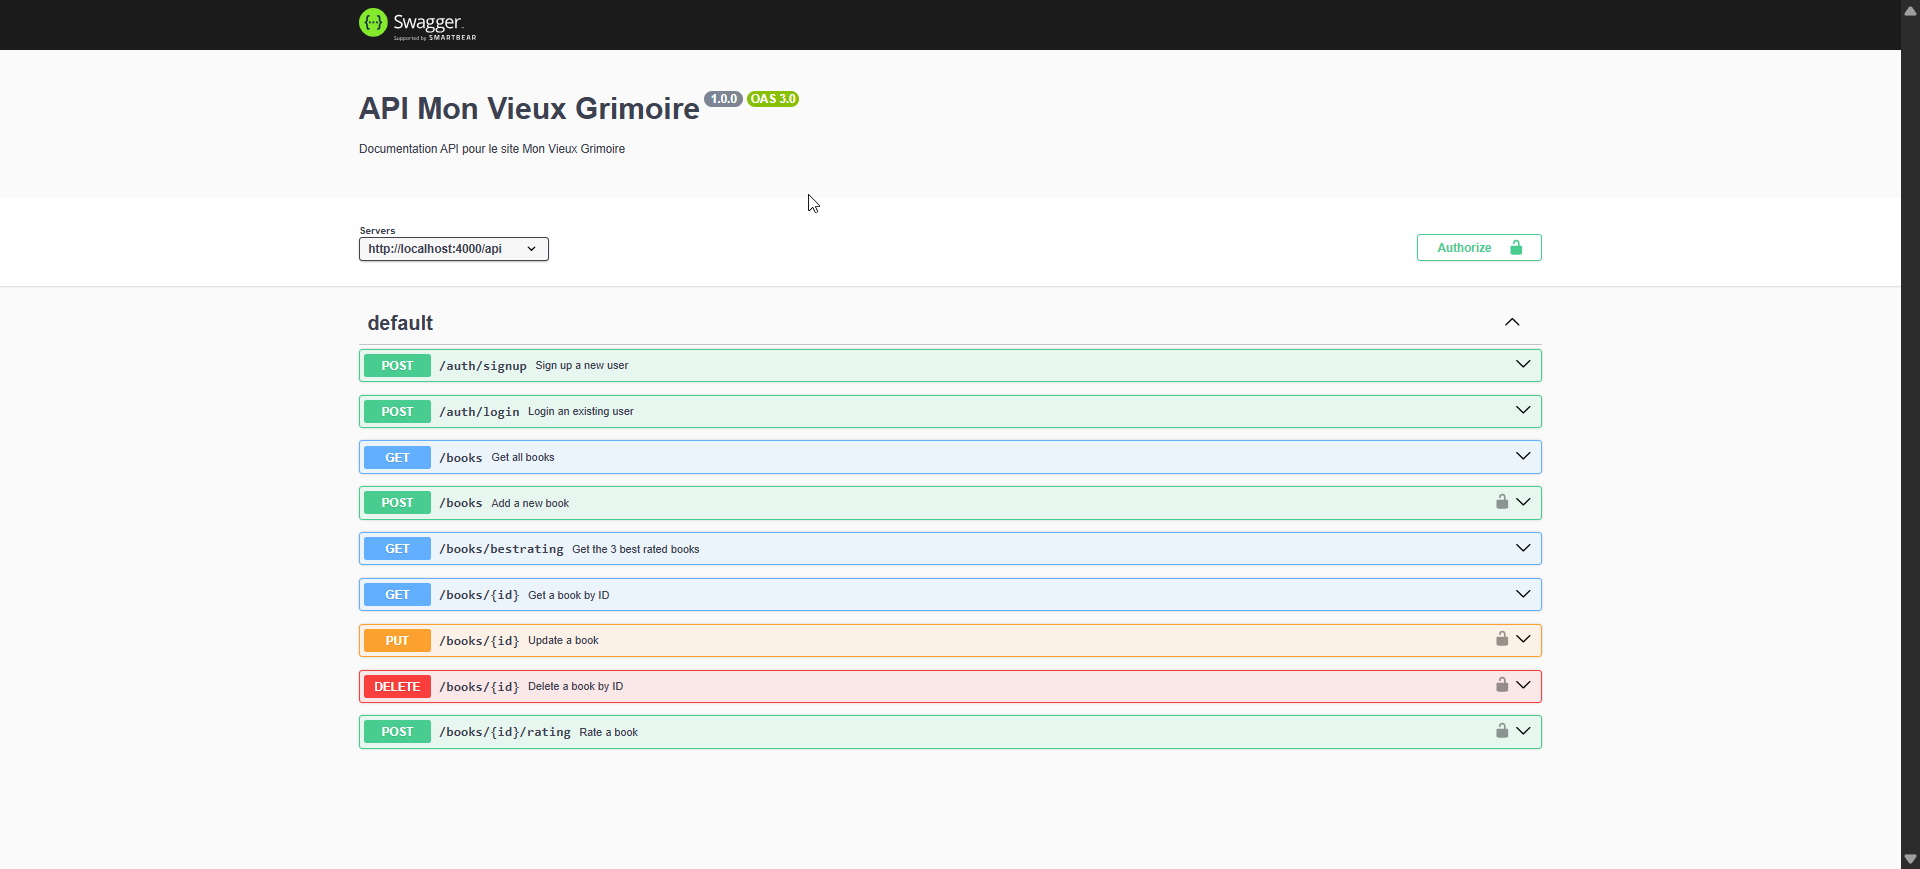 Swagger.
Supported by SMARTBEAR
API Mon Vieux Grimoire 1.0.0 OAS 3.0
Documentation API pour le site Mon Vieux Grimoire
Servers
http://localhost:4000/api
Authorize
default
POST /auth/signup Sign up a new user
POST /auth/login Login an existing user
GET /books Get all books
POST /books Add a new book
GET /books/bestrating Get the 3 best rated books
GET /books/{id} Get a book by ID
PUT /books/{id} Update a book
DELETE /books/{id} Delete a book by ID
POST /books/{id}/rating Rate a book